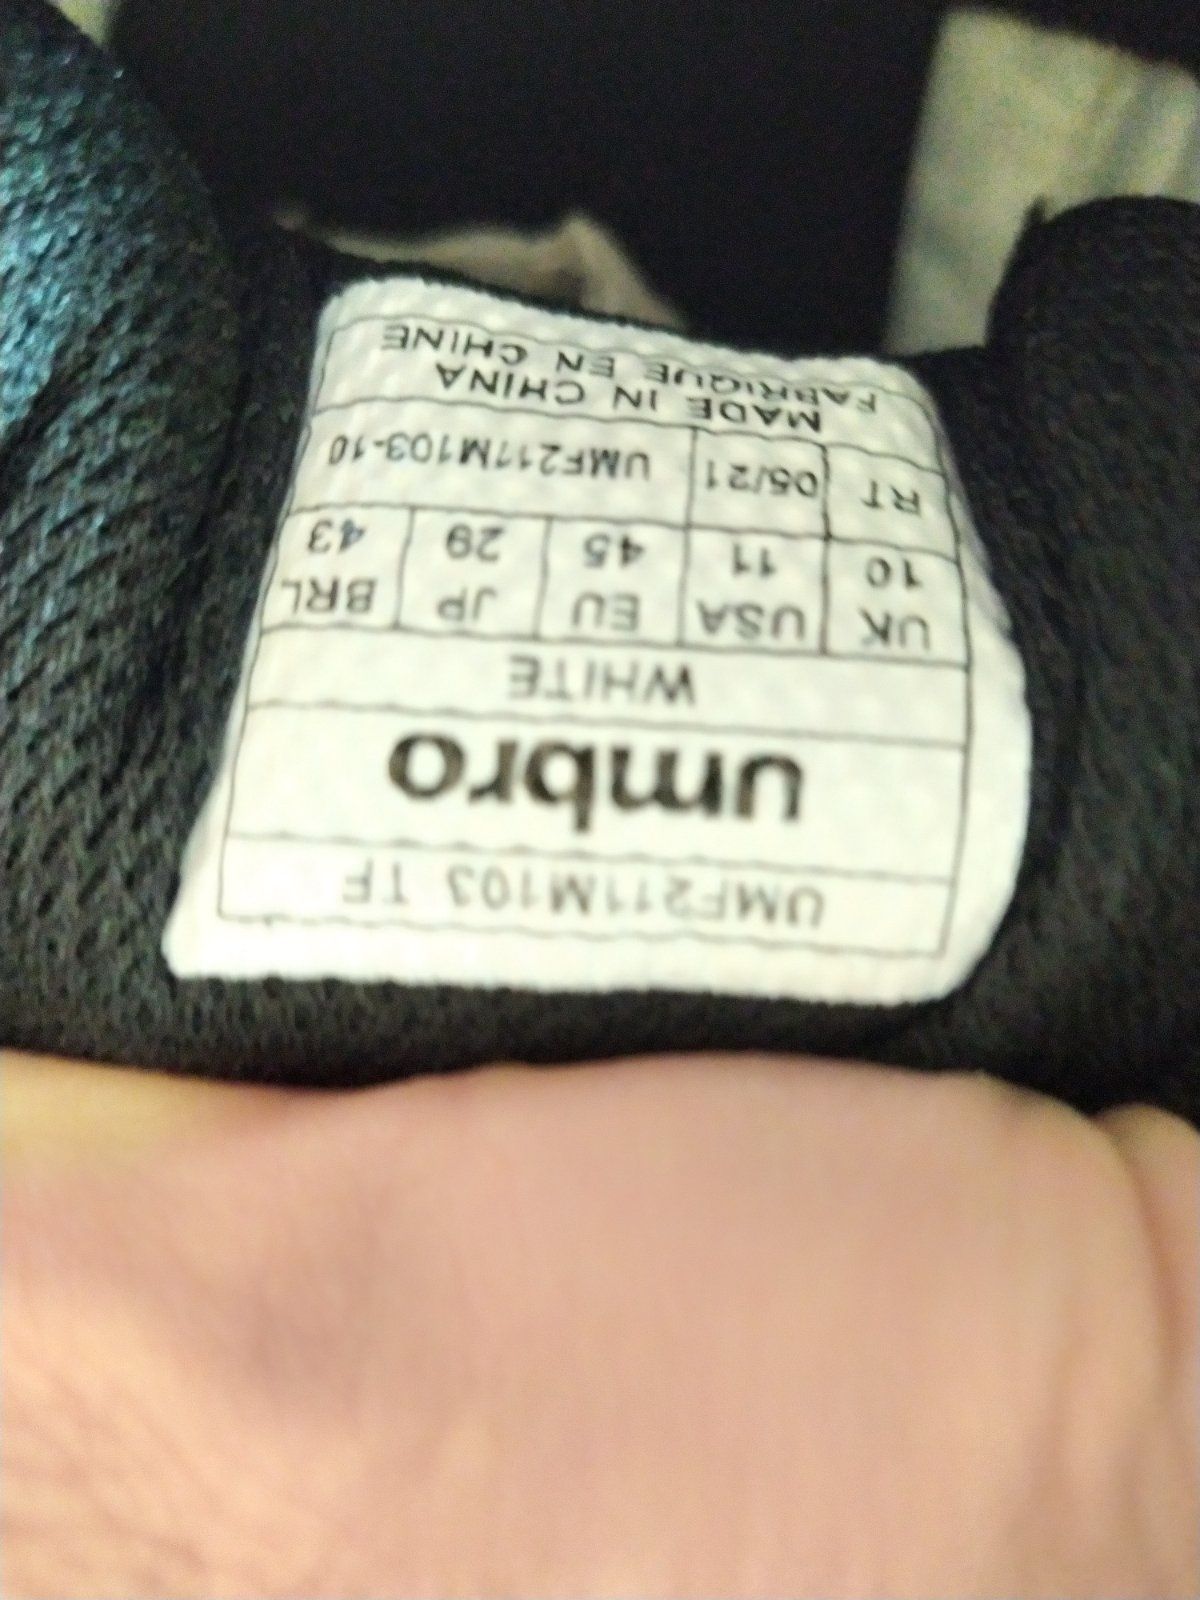 UMF211M103 TF
umbro
WHITE
UK USA EU JP BRL
10 11 45 29 43
RT 05/21 UMF211M103-10
MADE IN CHINA
FABRIQUE EN CHINE